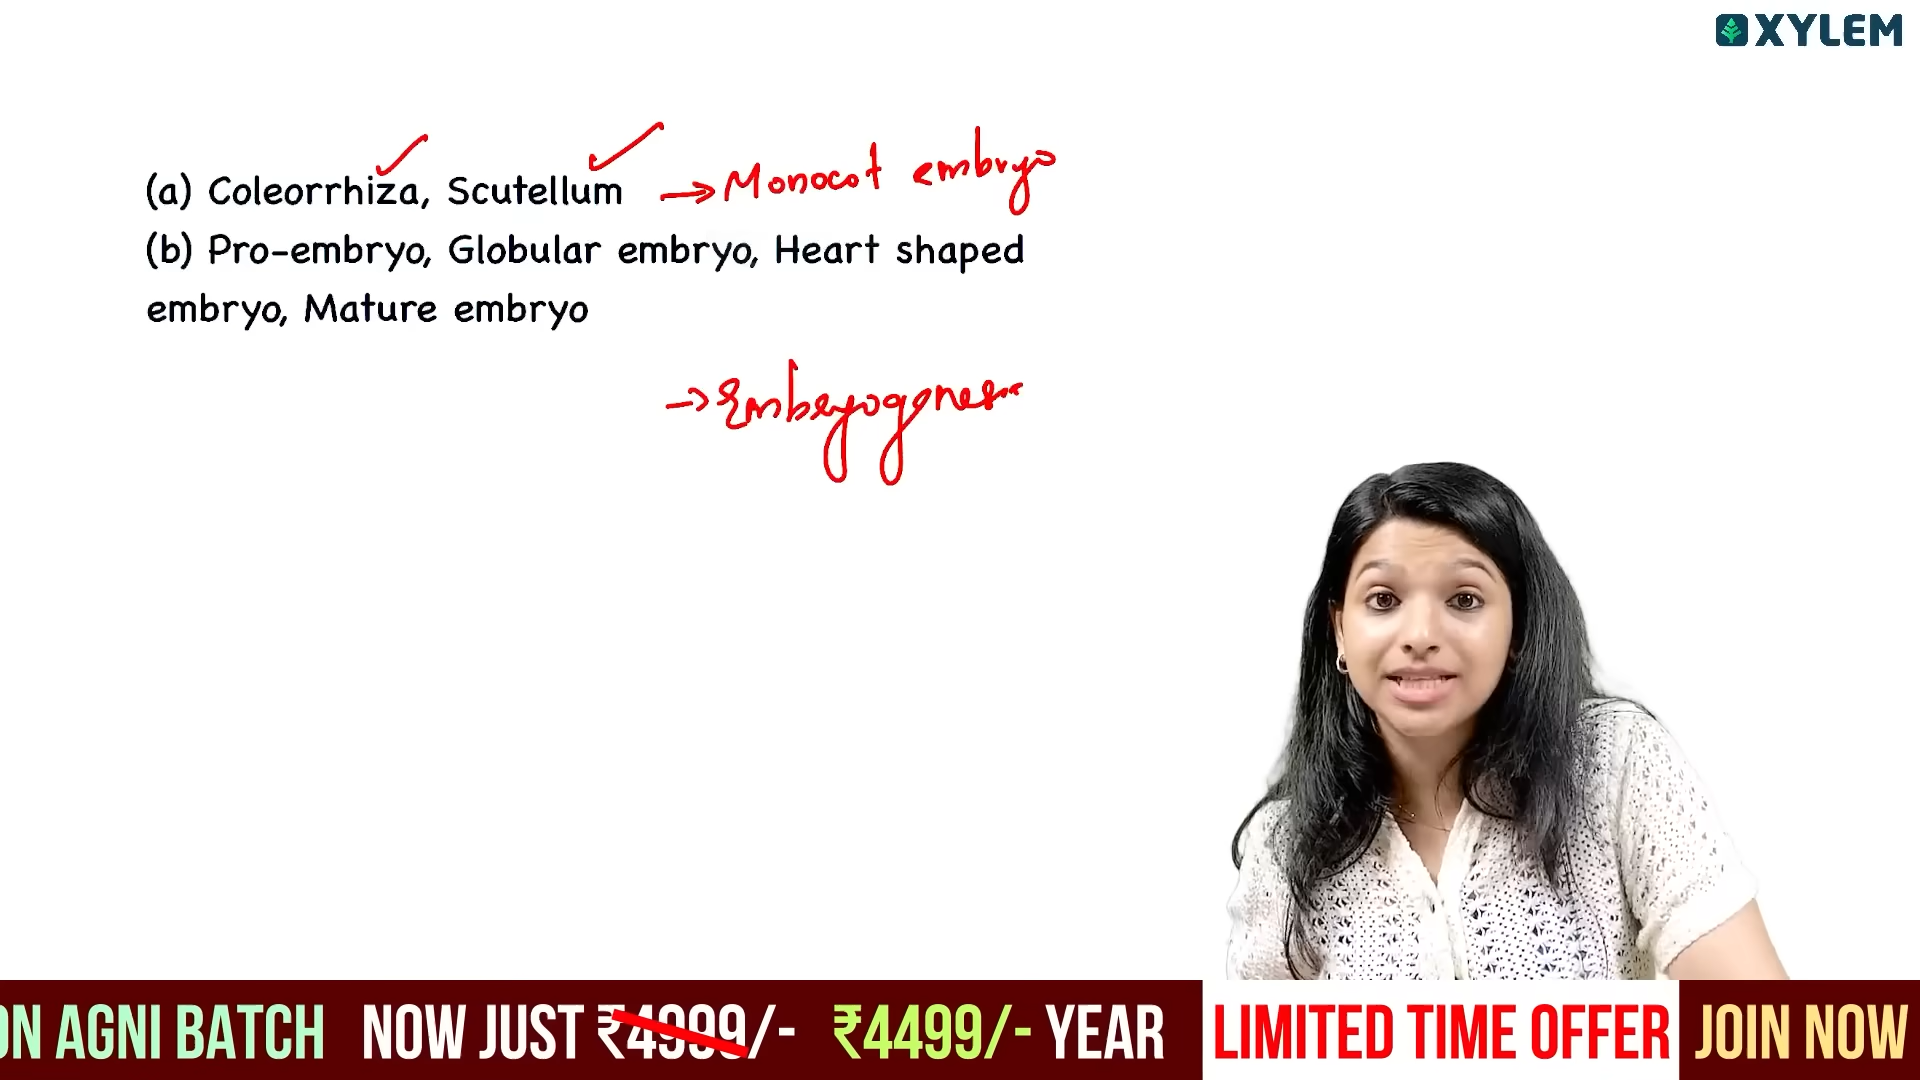 XYLEM
(a) Coleorrhiza, Scutellum → Monocot embryo
(b) Pro-embryo, Globular embryo, Heart shaped
embryo, Mature embryo
→
ON AGNI BATCH NOW JUST ₹4999/- ₹4499/- YEAR LIMITED TIME OFFER JOIN NOW